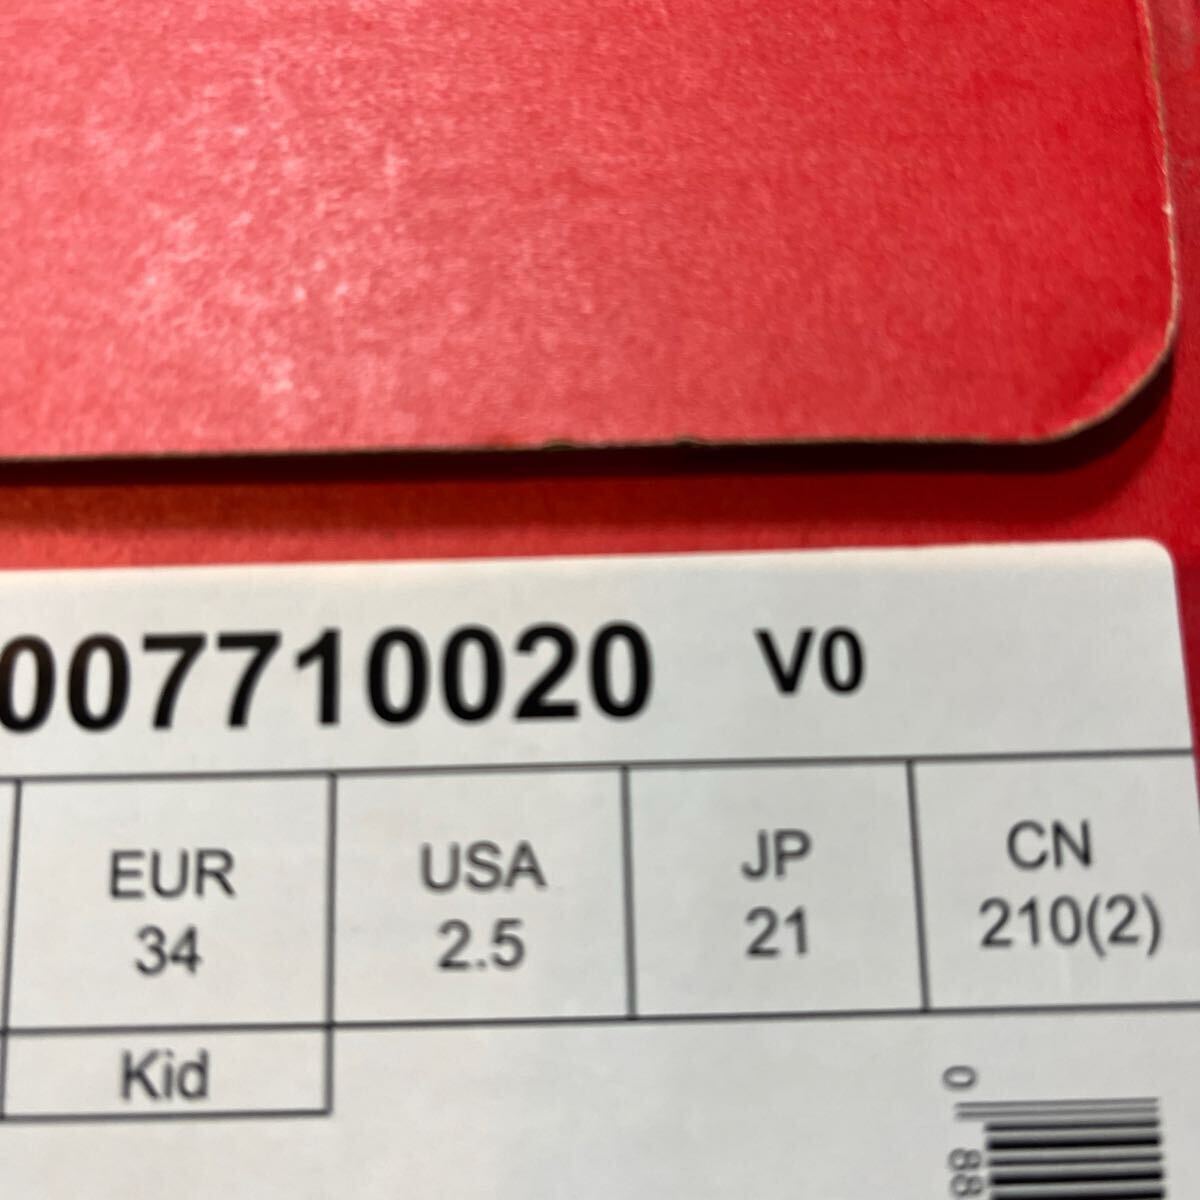 007710020 V0
EUR USA JP CN
34 2.5 21 210(2)
Kid
0
88